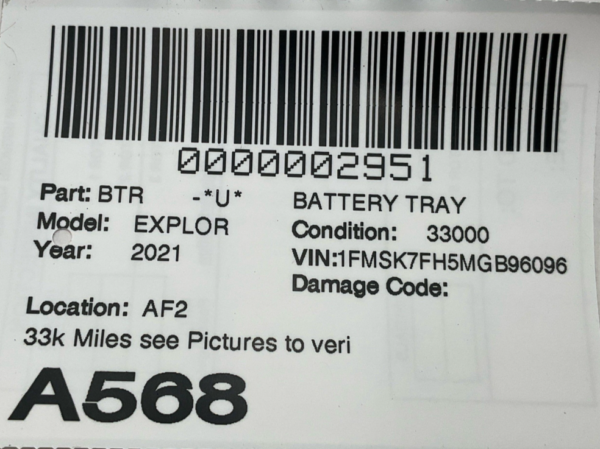 0000002951
Part: BTR -*U* BATTERY TRAY
Model: EXPLOR Condition: 33000
Year: 2021 VIN:1FMSK7FH5MGB96096
Damage Code:
Location: AF2
33k Miles see Pictures to veri
A568